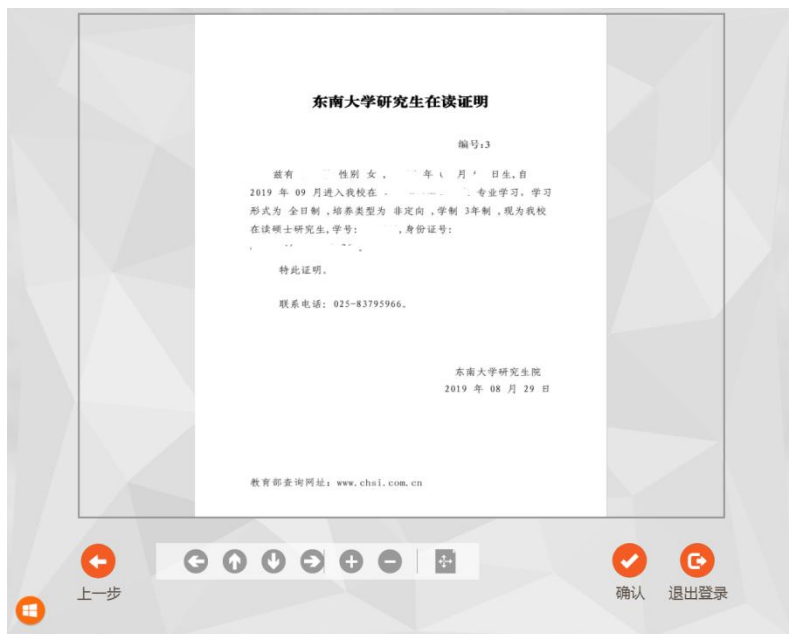 东南大学研究生在读证明
编号:3
兹有 性别 女 , 年 月 日生,自
2019 年 09 月进入我校在 专业学习, 学习
形式为 全日制 ,培养类型为 非定向 ,学制 3年制 ,现为我校
在读硕士研究生,学号: ,身份证号:
特此证明。
联系电话: 025-83795966。
东南大学研究生院
2019 年 08 月 29 日
教育部查询网址: www.chsi.com.cn
上一步
确认
退出登录